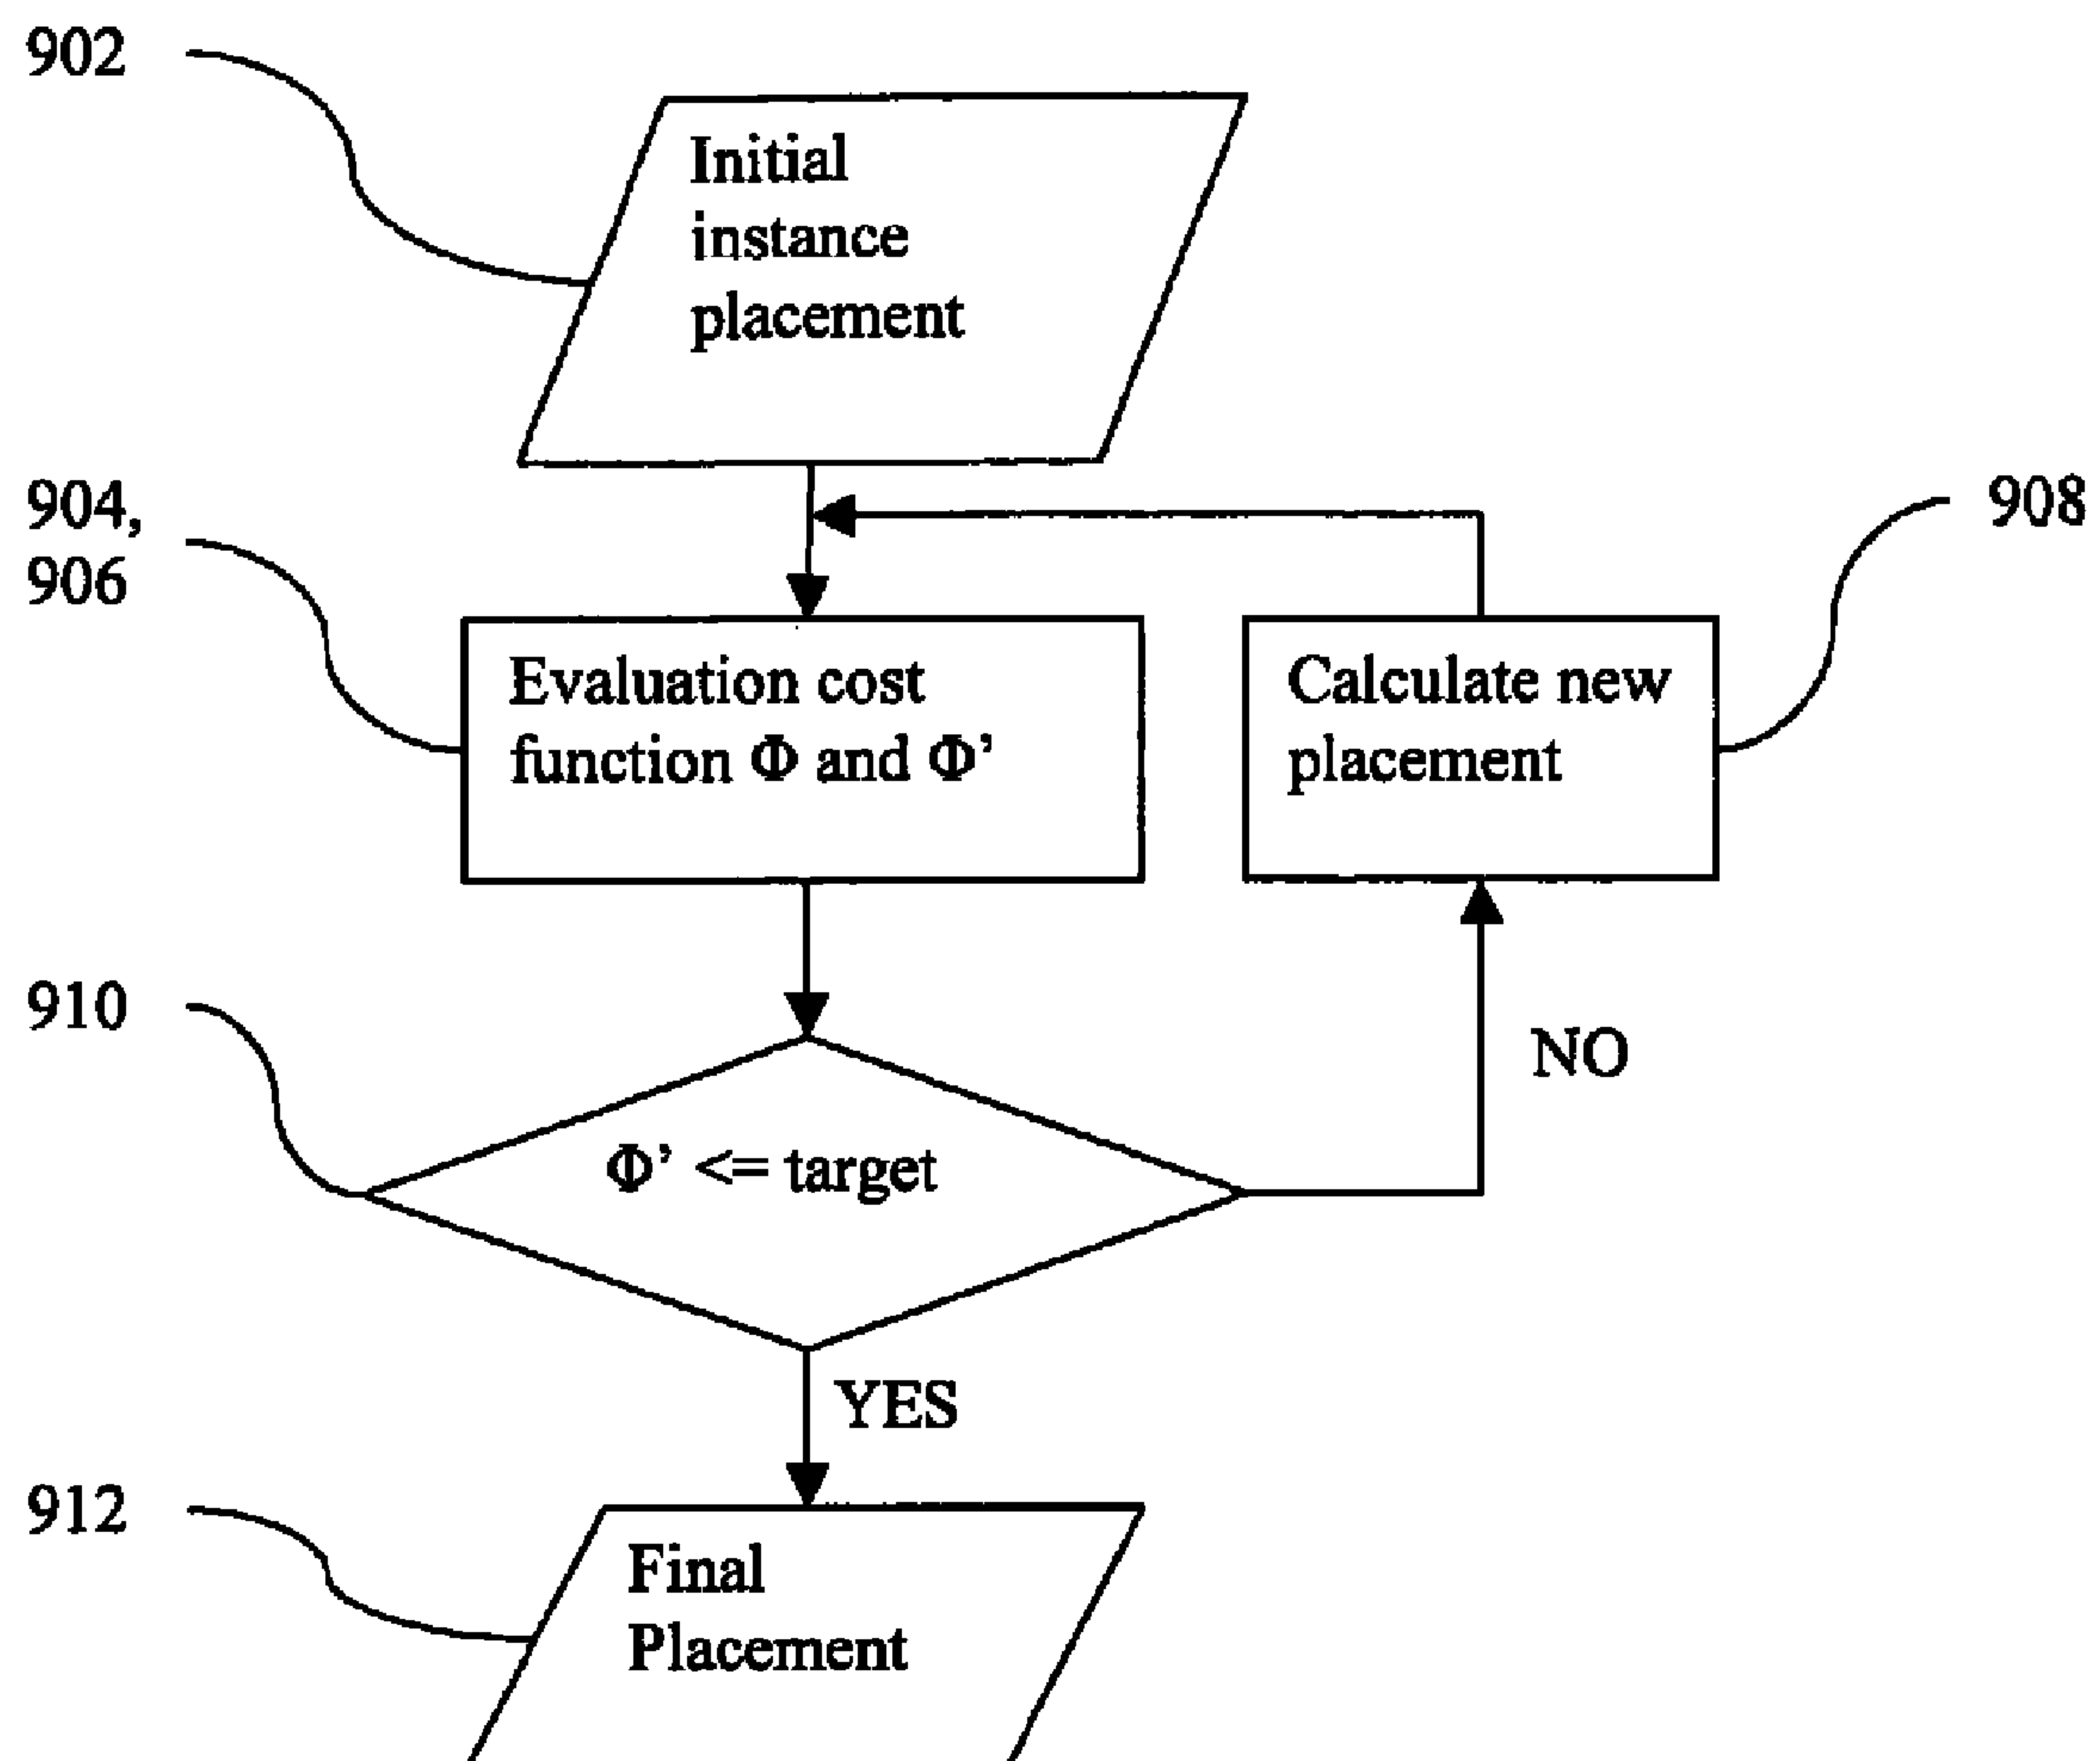 902
Initial
instance
placement
904,
906
908
Evaluation cost
function Φ and Φ’
Calculate new
placement
910
NO
Φ’ <= target
YES
912
Final
Placement